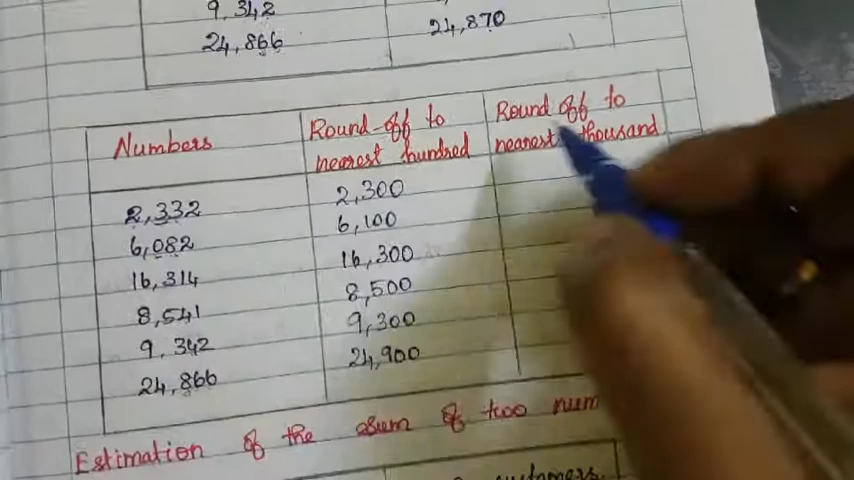 9,342
24,866 24,870
Numbers Round-off to nearest hundred Round off to nearest thousand
2,332 2,300
6,082 6,100
16,314 16,300
8,541 8,500
9,342 9,300
24,866 24,900
Estimation of the sum of two num
customers